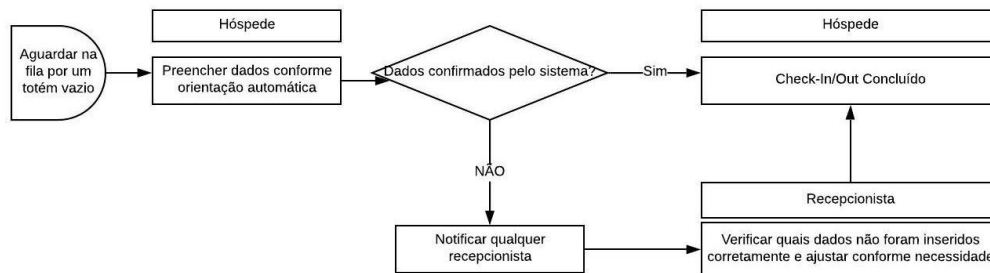 Hóspede
Hóspede
Aguardar na
fila por um
totém vazio
Preencher dados conforme
orientação automática
Dados confirmados pelo sistema?
Sim
Check-In/Out Concluído
NÃO
Recepcionista
Notificar qualquer
recepcionista
Verificar quais dados não foram inseridos
corretamente e ajustar conforme necessidade